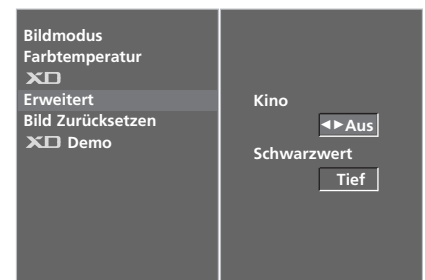 Bildmodus
Farbtemperatur
XD
Erweitert
Bild Zurücksetzen
XD Demo
Kino
◄►Aus
Schwarzwert
Tief